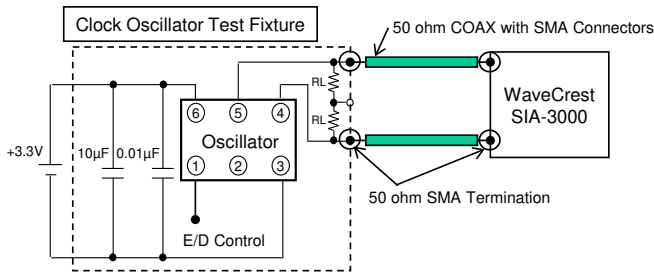 Clock Oscillator Test Fixture
50 ohm COAX with SMA Connectors
RL
RL
6
5
4
WaveCrest
SIA-3000
Oscillator
+3.3V
10µF
0.01µF
1
2
3
50 ohm SMA Termination
E/D Control